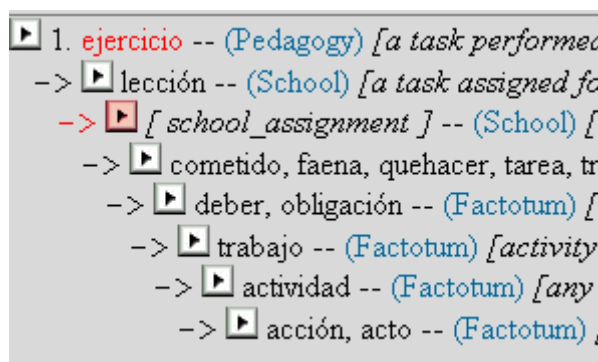 1. ejercicio -- (Pedagogy) [a task performed
-> lección -- (School) [a task assigned fo
-> [ school_assignment ] -- (School) [
-> cometido, faena, quehacer, tarea, tr
-> deber, obligación -- (Factotum) [
-> trabajo -- (Factotum) [activity
-> actividad -- (Factotum) [any
-> acción, acto -- (Factotum) [